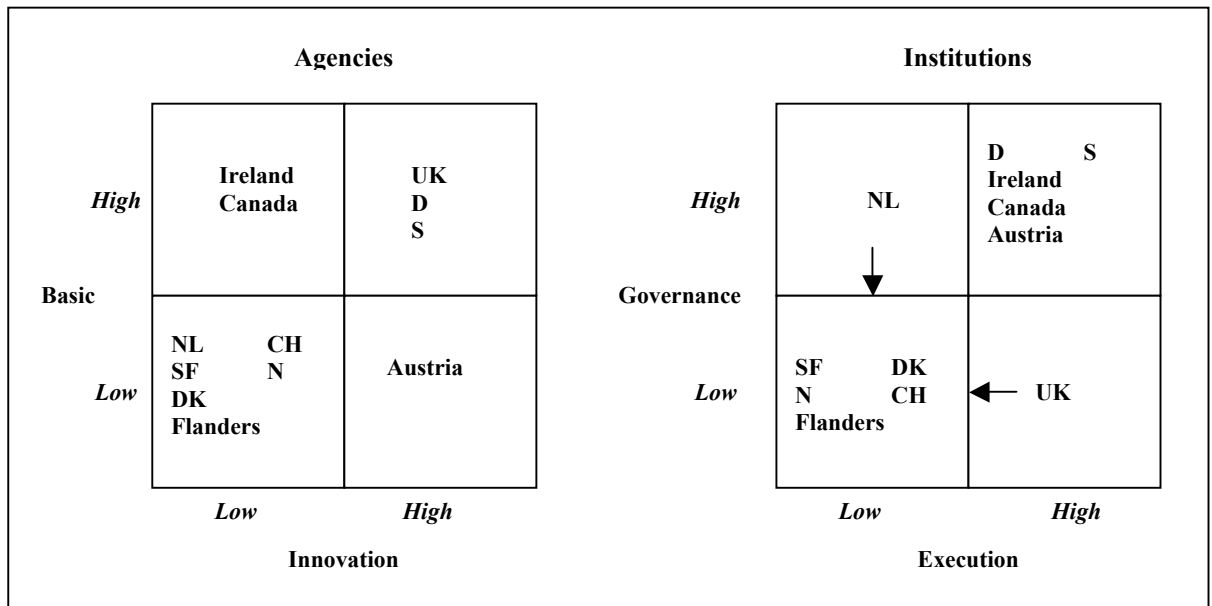 Agencies
High
Basic
Low
Ireland
Canada
UK
D
S
NL CH
SF N
DK
Flanders
Austria
Low High
Innovation
Institutions
High
Governance
Low
NL
D S
Ireland
Canada
Austria
SF DK
N CH
Flanders
UK
Low High
Execution